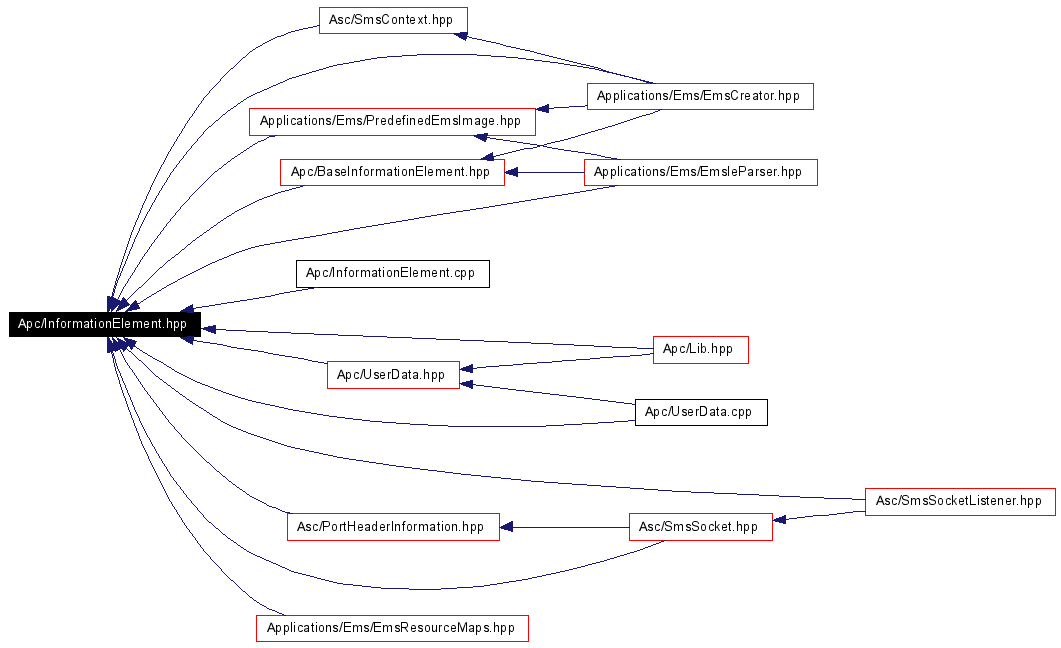 Asc/SmsContext.hpp
Applications/Ems/EmsCreator.hpp
Applications/Ems/PredefinedEmsImage.hpp
Apc/BaseInformationElement.hpp
Applications/Ems/EmsIeParser.hpp
Apc/InformationElement.cpp
Apc/InformationElement.hpp
Apc/Lib.hpp
Apc/UserData.hpp
Apc/UserData.cpp
Asc/SmsSocketListener.hpp
Asc/PortHeaderInformation.hpp
Asc/SmsSocket.hpp
Applications/Ems/EmsResourceMaps.hpp